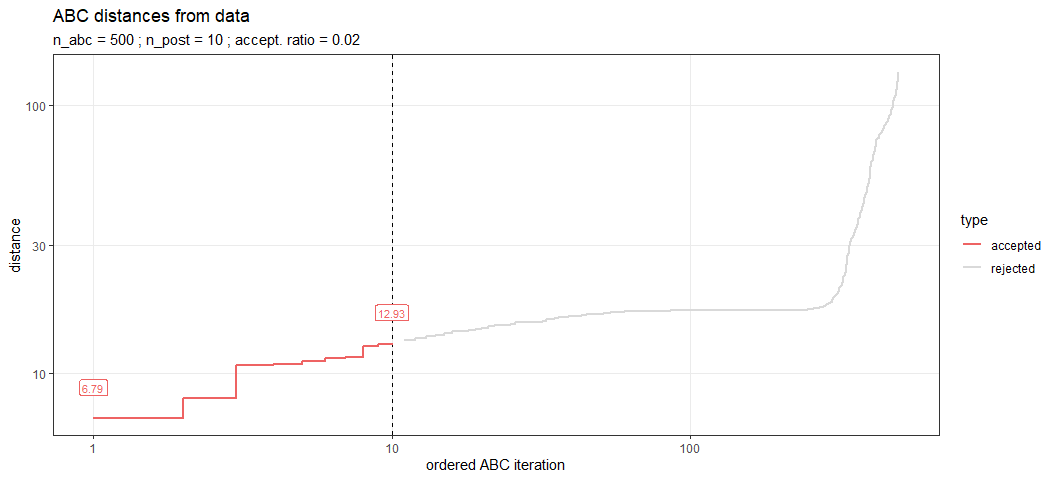 ABC distances from data
n_abc = 500 ; n_post = 10 ; accept. ratio = 0.02
100
30
10
distance
12.93
6.79
1
10
100
ordered ABC iteration
type
accepted
rejected